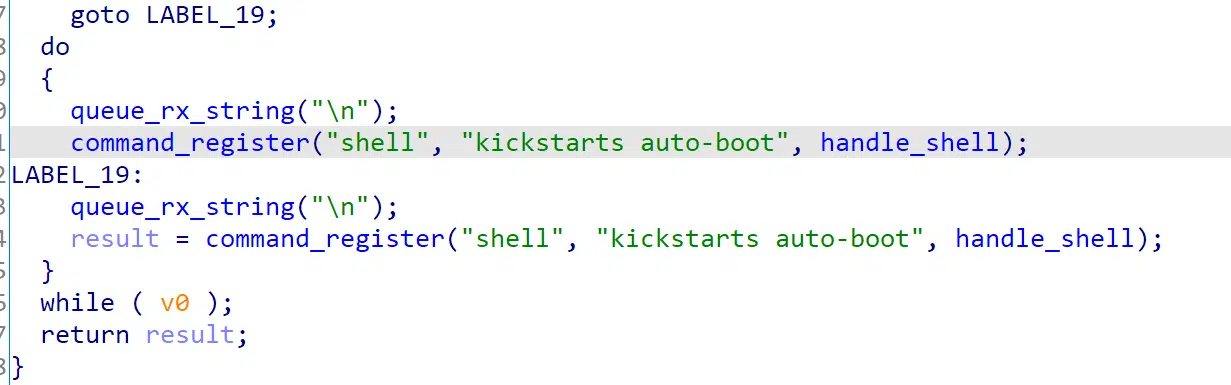 7 goto LABEL_19;
8 do
9 {
0 queue_rx_string("\n");
1 command_register("shell", "kickstarts auto-boot", handle_shell);
2 LABEL_19:
3 queue_rx_string("\n");
4 result = command_register("shell", "kickstarts auto-boot", handle_shell);
5 }
6 while ( v0 );
7 return result;
8 }